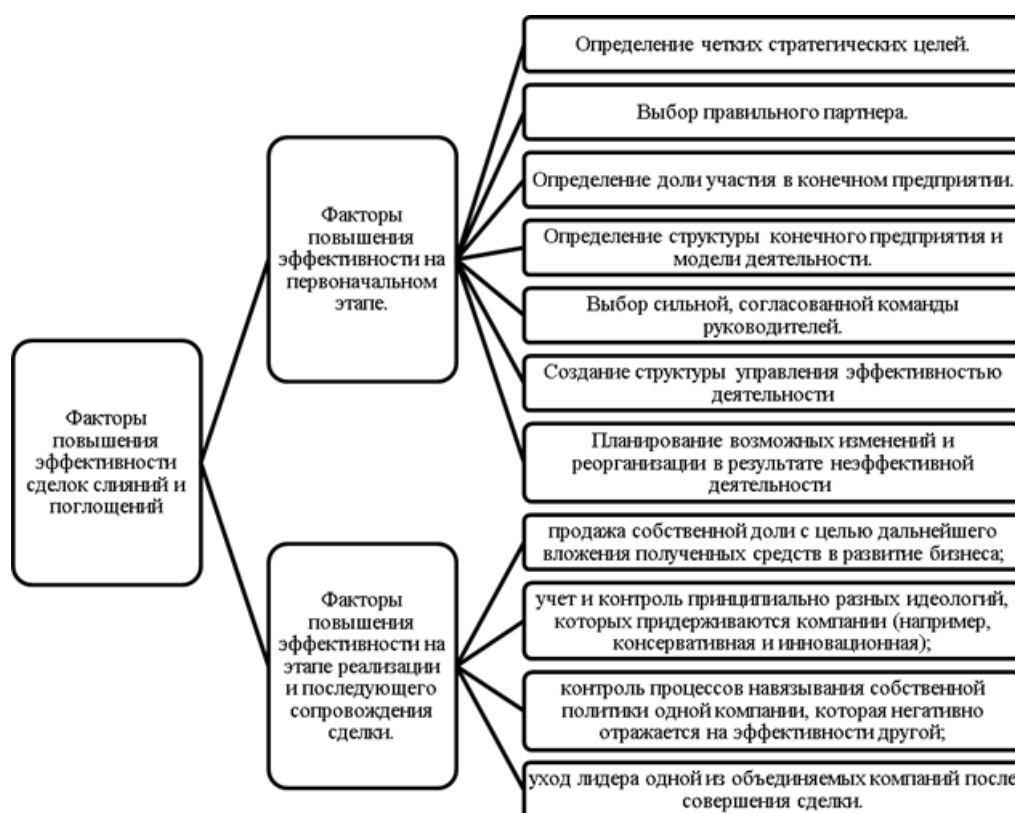 Факторы
повышения
эффективности
сделок слияний и
поглощений
Факторы
повышения
эффективности на
первоначальном
этапе.
Определение четких стратегических целей.
Выбор правильного партнера.
Определение доли участия в конечном предприятии.
Определение структуры конечного предприятия и
модели деятельности.
Выбор сильной, согласованной команды
руководителей.
Создание структуры управления эффективностью
деятельности
Планирование возможных изменений и
реорганизации в результате неэффективной
деятельности
Факторы
повышения
эффективности на
этапе реализации
и последующего
сопровождения
сделки.
продажа собственной доли с целью дальнейшего
вложения полученных средств в развитие бизнеса;
учет и контроль принципиально разных идеологий,
которых придерживаются компании (например,
консервативная и инновационная);
контроль процессов навязывания собственной
политики одной компании, которая негативно
отражается на эффективности другой;
уход лидера одной из объединяемых компаний после
совершения сделки.